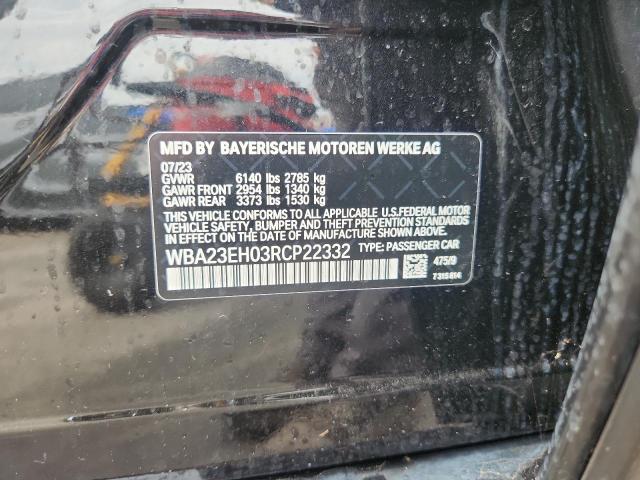 MFD BY BAYERISCHE MOTOREN WERKE AG
07/23
GVWR 6140 lbs 2785 kg
GAWR FRONT 2954 lbs 1340 kg
GAWR REAR 3373 lbs 1530 kg
THIS VEHICLE CONFORMS TO ALL APPLICABLE U.S. FEDERAL MOTOR
VEHICLE SAFETY, BUMPER AND THEFT PREVENTION STANDARDS
IN EFFECT ON THE DATE OF MANUFACTURE SHOWN ABOVE.
WBA23EH03RCP22332 TYPE: PASSENGER CAR
475/9
7 315 814